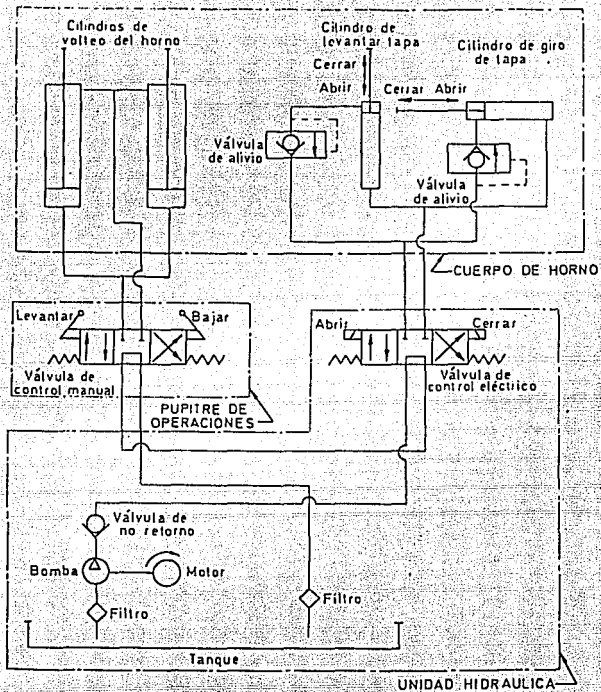 Cilindros de
volteo del horno
Cilindro de
levantar tapa
Cerrar
Abrir
Cilindro de giro
de tapa
Cerrar Abrir
Válvula
de alivio
Válvula
de alivio
CUERPO DE HORNO
Levantar
Bajar
Válvula de
control manual
PUPITRE DE
OPERACIONES
Abrir
Cerrar
Válvula de
control eléctrico
Válvula de
no retorno
Bomba
Motor
Filtro
Filtro
Tanque
UNIDAD HIDRAULICA